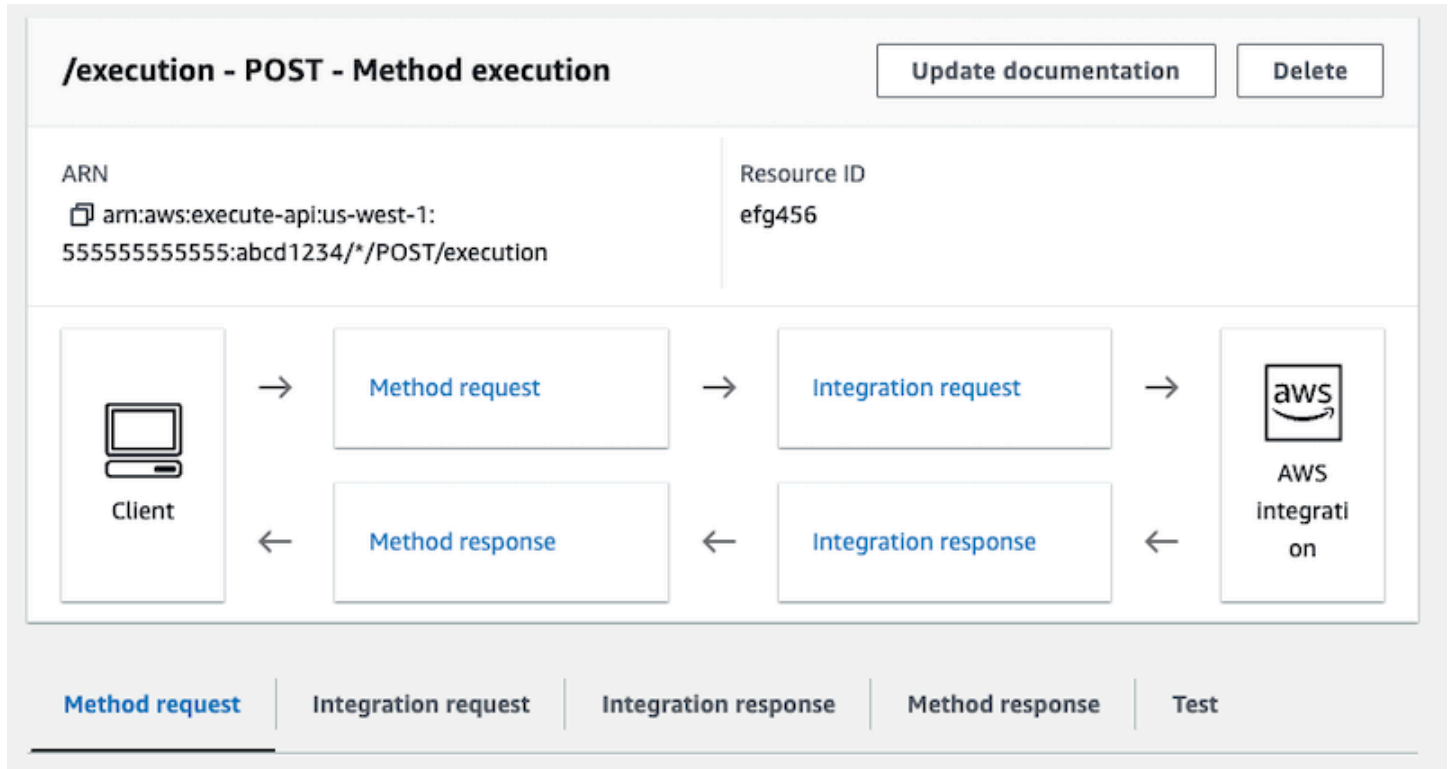 /execution - POST - Method execution
Update documentation
Delete
ARN
arn:aws:execute-api:us-west-1:
555555555555:abcd1234/*/POST/execution
Resource ID
efg456
Client
Method request
Integration request
aws
AWS
integrati
on
Method response
Integration response
Method request
Integration request
Integration response
Method response
Test